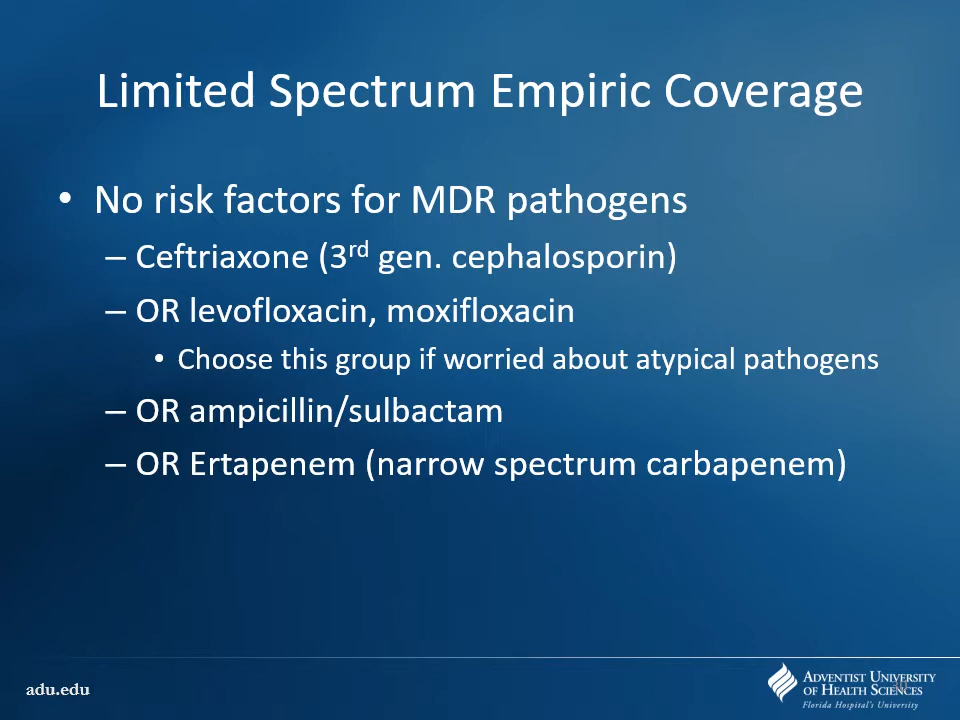 Limited Spectrum Empiric Coverage
• No risk factors for MDR pathogens
– Ceftriaxone (3rd gen. cephalosporin)
– OR levofloxacin, moxifloxacin
• Choose this group if worried about atypical pathogens
– OR ampicillin/sulbactam
– OR Ertapenem (narrow spectrum carbapenem)
adu.edu
ADVENTIST UNIVERSITY
OF HEALTH SCIENCES
Florida Hospital's University